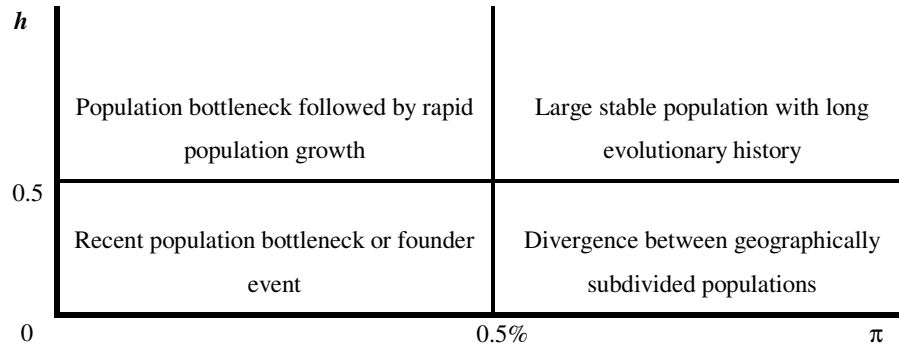 h
Population bottleneck followed by rapid
population growth
Large stable population with long
evolutionary history
0.5
Recent population bottleneck or founder
event
Divergence between geographically
subdivided populations
0
0.5%
π